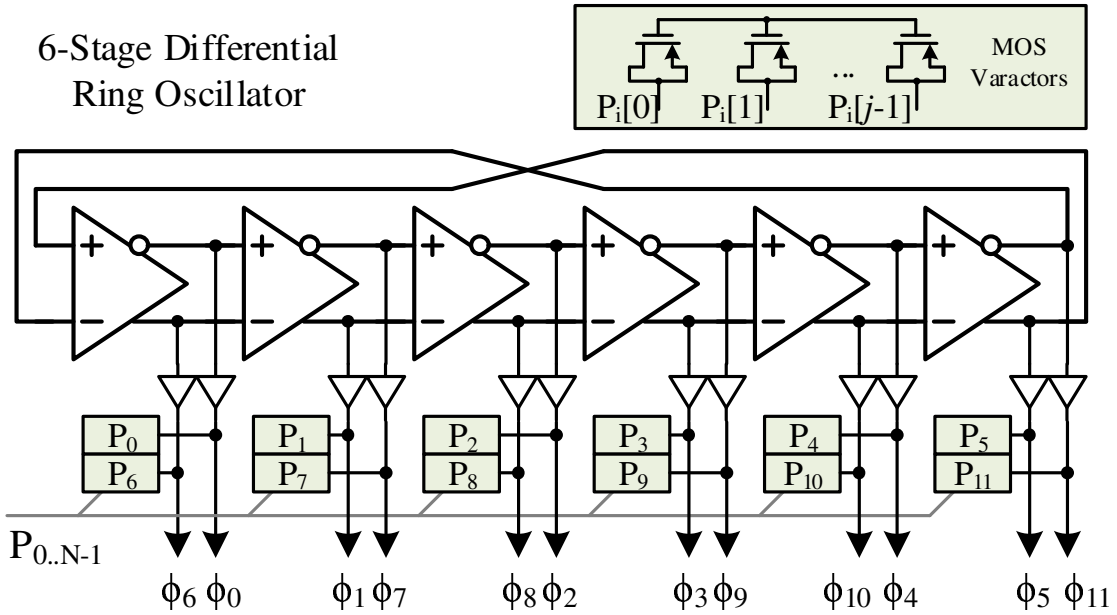 6-Stage Differential
Ring Oscillator
MOS
Varactors
Pi[0] Pi[1] ... Pi[j-1]
+ + + + + +
− − − − − −
P0 P1 P2 P3 P4 P5
P6 P7 P8 P9 P10 P11
P0..N-1
ϕ6 ϕ0 ϕ1 ϕ7 ϕ8 ϕ2 ϕ3 ϕ9 ϕ10 ϕ4 ϕ5 ϕ11